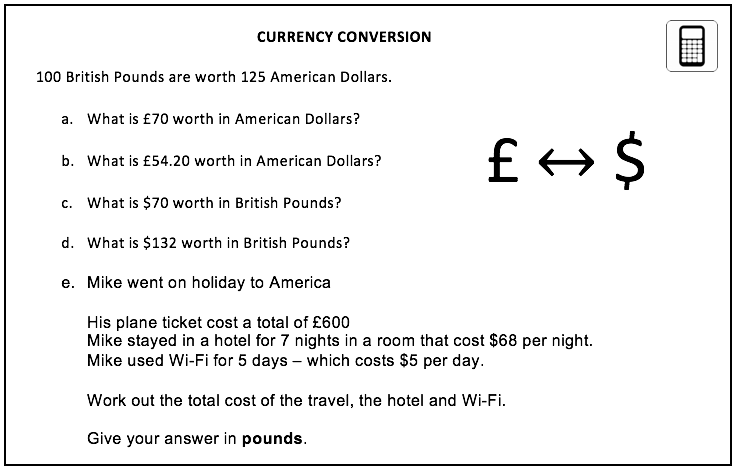 CURRENCY CONVERSION
100 British Pounds are worth 125 American Dollars.
a. What is £70 worth in American Dollars?
b. What is £54.20 worth in American Dollars?
£ ↔ $
c. What is $70 worth in British Pounds?
d. What is $132 worth in British Pounds?
e. Mike went on holiday to America
His plane ticket cost a total of £600
Mike stayed in a hotel for 7 nights in a room that cost $68 per night.
Mike used Wi-Fi for 5 days – which costs $5 per day.
Work out the total cost of the travel, the hotel and Wi-Fi.
Give your answer in pounds.